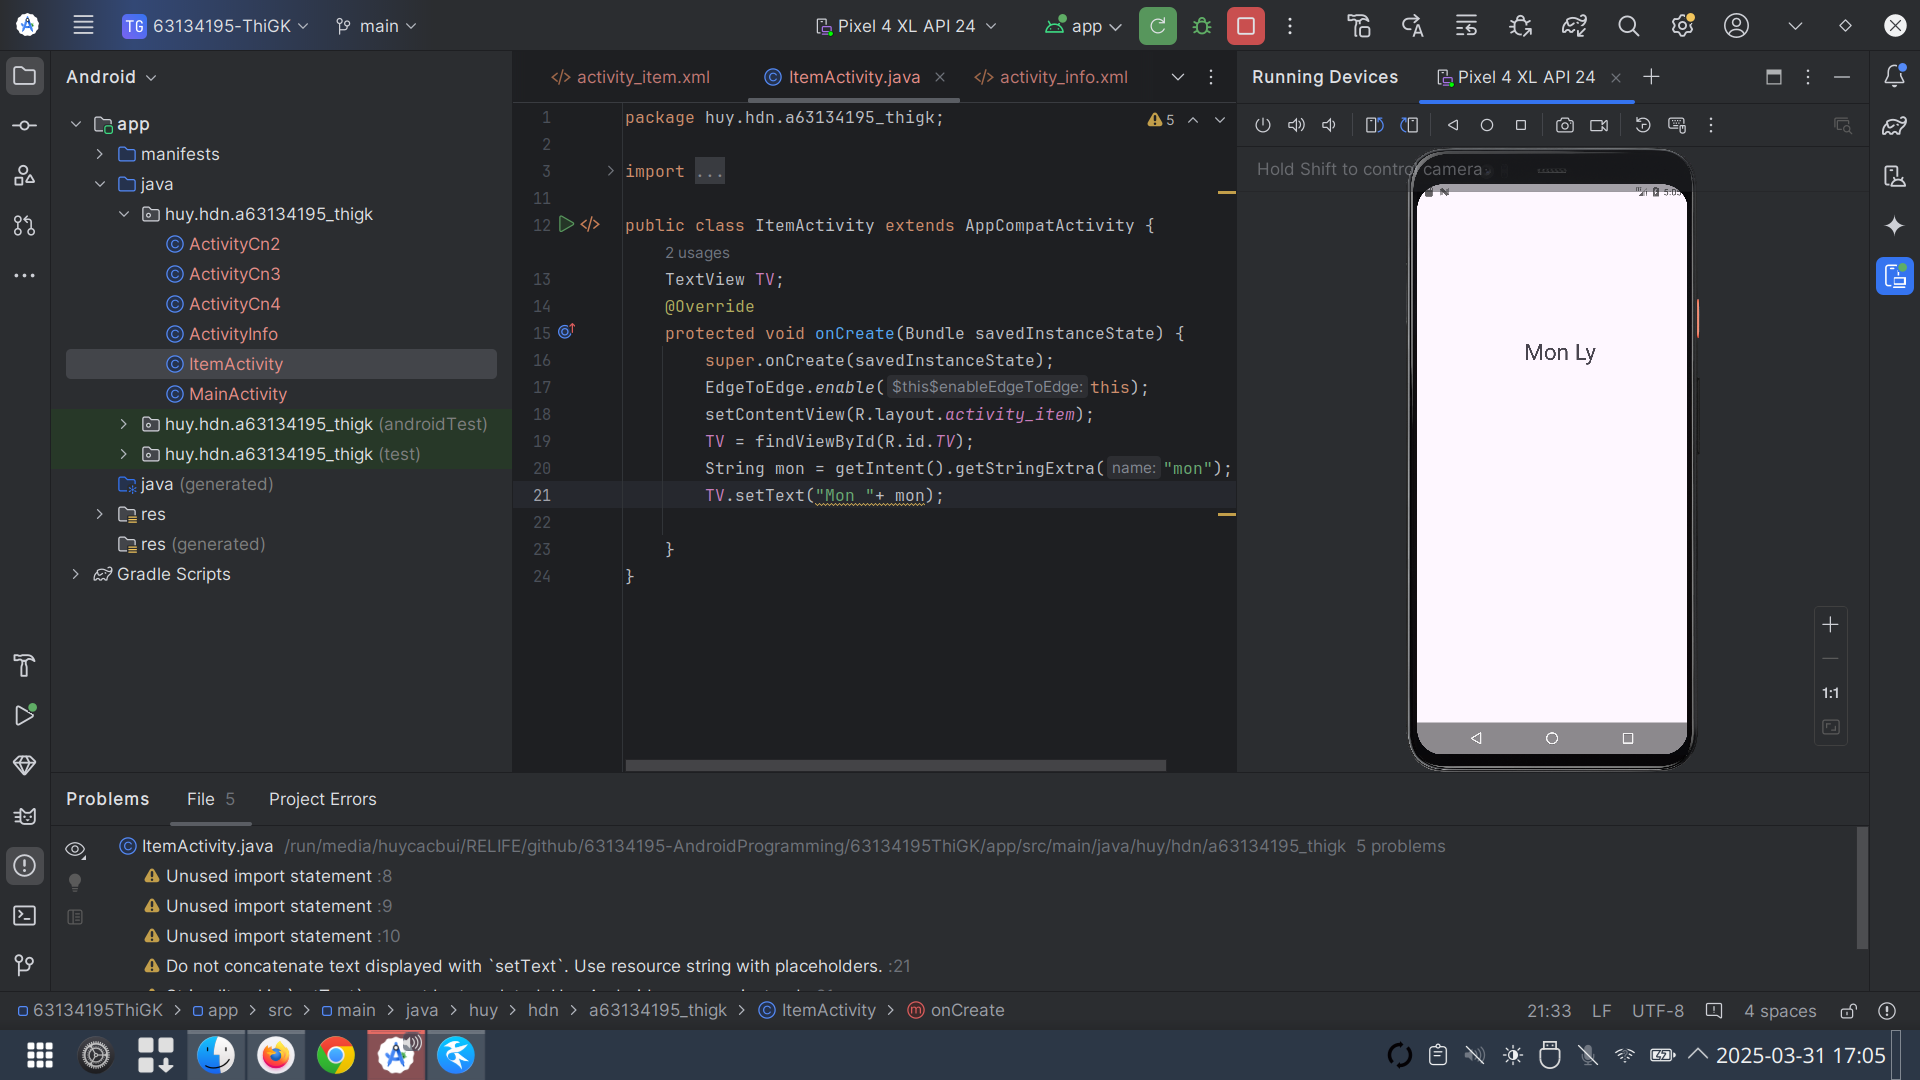 TG 63134195-ThiGK main Pixel 4 XL API 24 app
Android
app
manifests
java
huy.hdn.a63134195_thigk
ActivityCn2
ActivityCn3
ActivityCn4
ActivityInfo
ItemActivity
MainActivity
huy.hdn.a63134195_thigk (androidTest)
huy.hdn.a63134195_thigk (test)
java (generated)
res
res (generated)
Gradle Scripts
activity_item.xml ItemActivity.java activity_info.xml
5
1 package huy.hdn.a63134195_thigk;
2
3 import ...
11
12 public class ItemActivity extends AppCompatActivity {
2 usages
13 TextView TV;
14 @Override
15 protected void onCreate(Bundle savedInstanceState) {
16 super.onCreate(savedInstanceState);
17 EdgeToEdge.enable( $this$enableEdgeToEdge: this);
18 setContentView(R.layout.activity_item);
19 TV = findViewById(R.id.TV);
20 String mon = getIntent().getStringExtra( name: "mon");
21 TV.setText("Mon "+ mon);
22
23 }
24 }
Running Devices Pixel 4 XL API 24
Hold Shift to control camera.
Mon Ly
1:1
Problems File 5 Project Errors
ItemActivity.java /run/media/huycacbui/RELIFE/github/63134195-AndroidProgramming/63134195ThiGK/app/src/main/java/huy/hdn/a63134195_thigk 5 problems
Unused import statement :8
Unused import statement :9
Unused import statement :10
Do not concatenate text displayed with `setText`. Use resource string with placeholders. :21
63134195ThiGK > app > src > main > java > huy > hdn > a63134195_thigk > ItemActivity > onCreate
21:33 LF UTF-8 4 spaces
2025-03-31 17:05